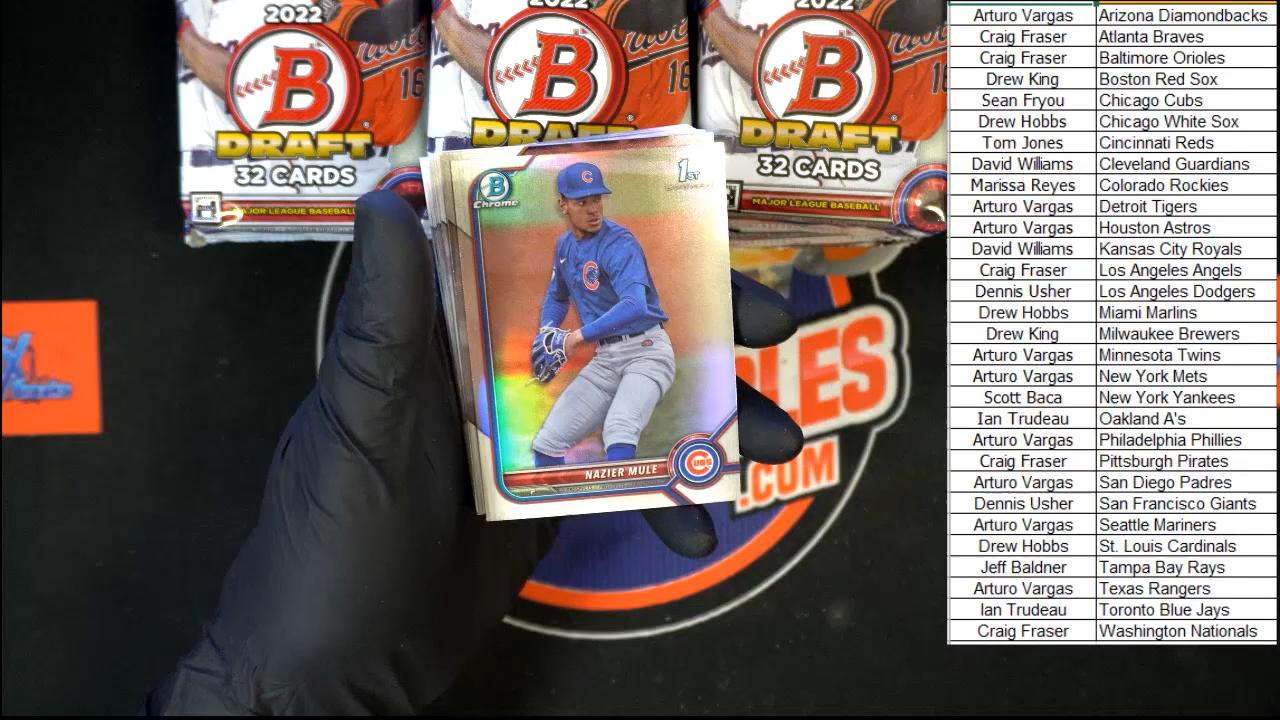 2022
B
DRAFT
32 CARDS
MAJOR LEAGUE BASEBALL
16
2022
B
DRAFT
16
2022
B
DRAFT
32 CARDS
MAJOR LEAGUE BASEBALL
B
Chrome
1ST
C
C
NAZIER MULE
P
CUBS
LES
.COM
Arturo Vargas Arizona Diamondbacks
Craig Fraser Atlanta Braves
Craig Fraser Baltimore Orioles
Drew King Boston Red Sox
Sean Fryou Chicago Cubs
Drew Hobbs Chicago White Sox
Tom Jones Cincinnati Reds
David Williams Cleveland Guardians
Marissa Reyes Colorado Rockies
Arturo Vargas Detroit Tigers
Arturo Vargas Houston Astros
David Williams Kansas City Royals
Craig Fraser Los Angeles Angels
Dennis Usher Los Angeles Dodgers
Drew Hobbs Miami Marlins
Drew King Milwaukee Brewers
Arturo Vargas Minnesota Twins
Arturo Vargas New York Mets
Scott Baca New York Yankees
Ian Trudeau Oakland A's
Arturo Vargas Philadelphia Phillies
Craig Fraser Pittsburgh Pirates
Arturo Vargas San Diego Padres
Dennis Usher San Francisco Giants
Arturo Vargas Seattle Mariners
Drew Hobbs St. Louis Cardinals
Jeff Baldner Tampa Bay Rays
Arturo Vargas Texas Rangers
Ian Trudeau Toronto Blue Jays
Craig Fraser Washington Nationals